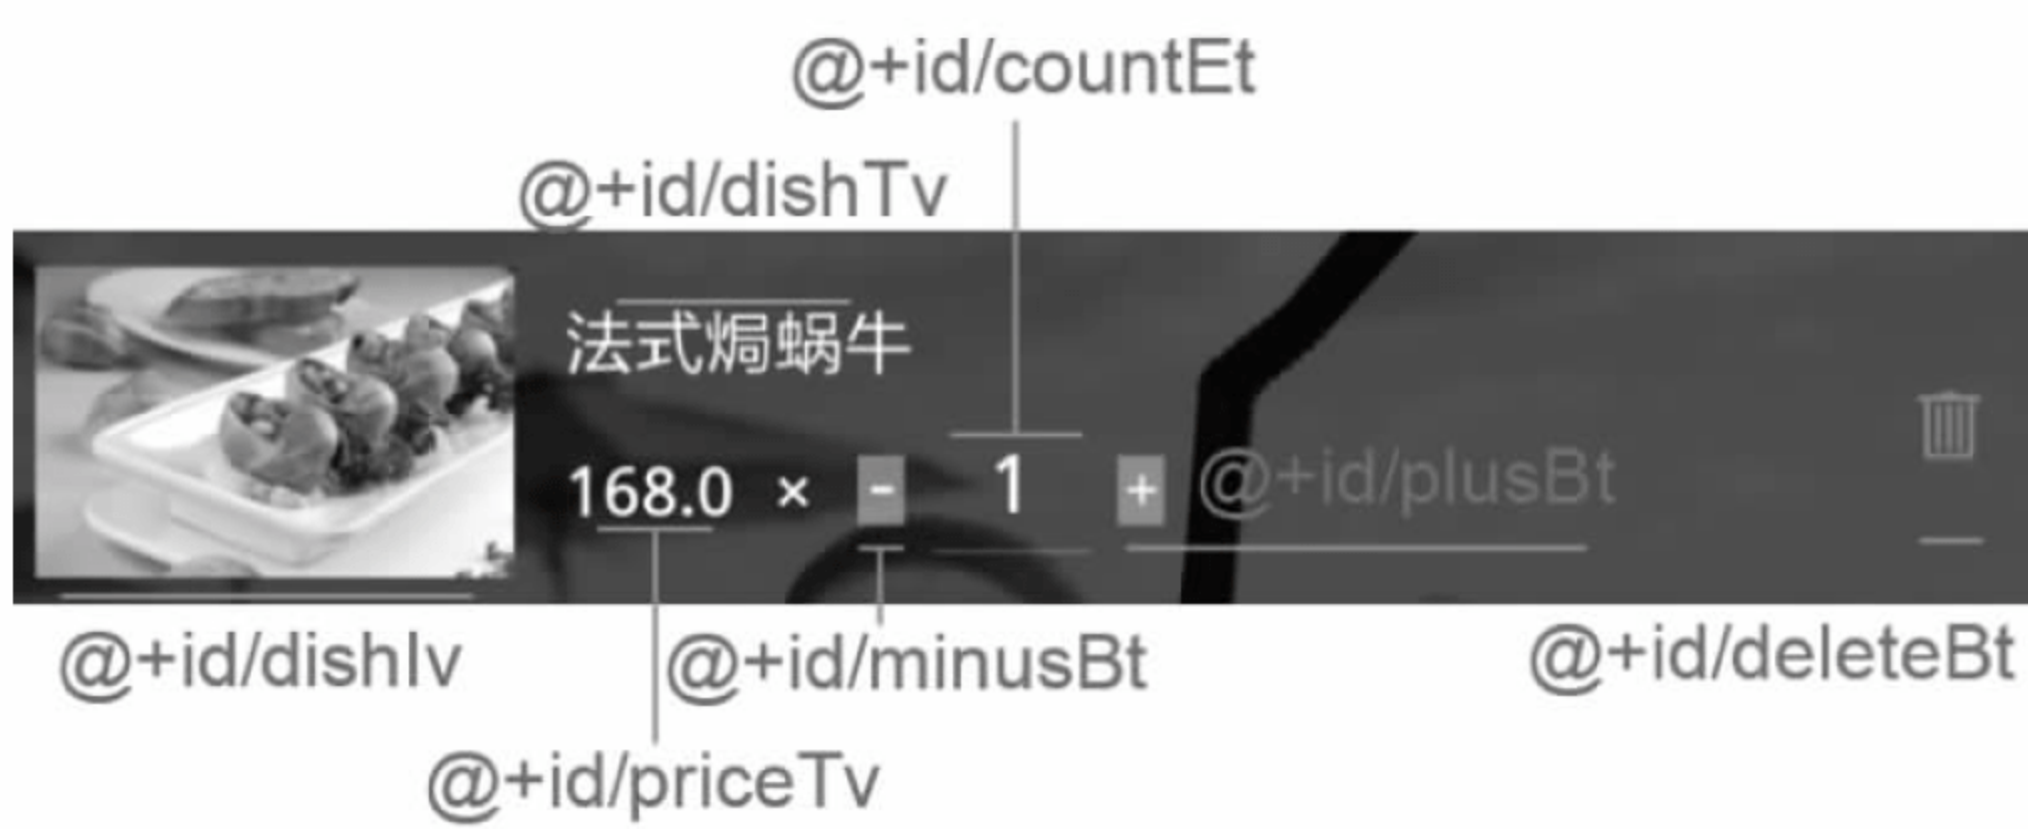 @+id/countEt
@+id/dishTv
法式焗蜗牛
168.0 × - 1 + @+id/plusBt
@+id/dishIv
@+id/minusBt
@+id/deleteBt
@+id/priceTv